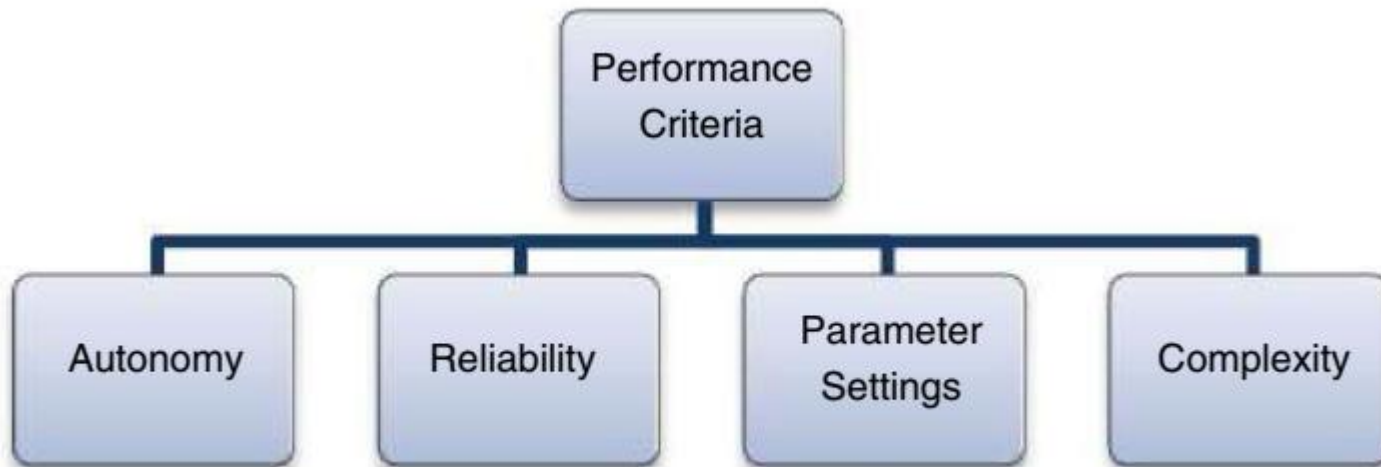 Performance
Criteria
Autonomy
Reliability
Parameter
Settings
Complexity